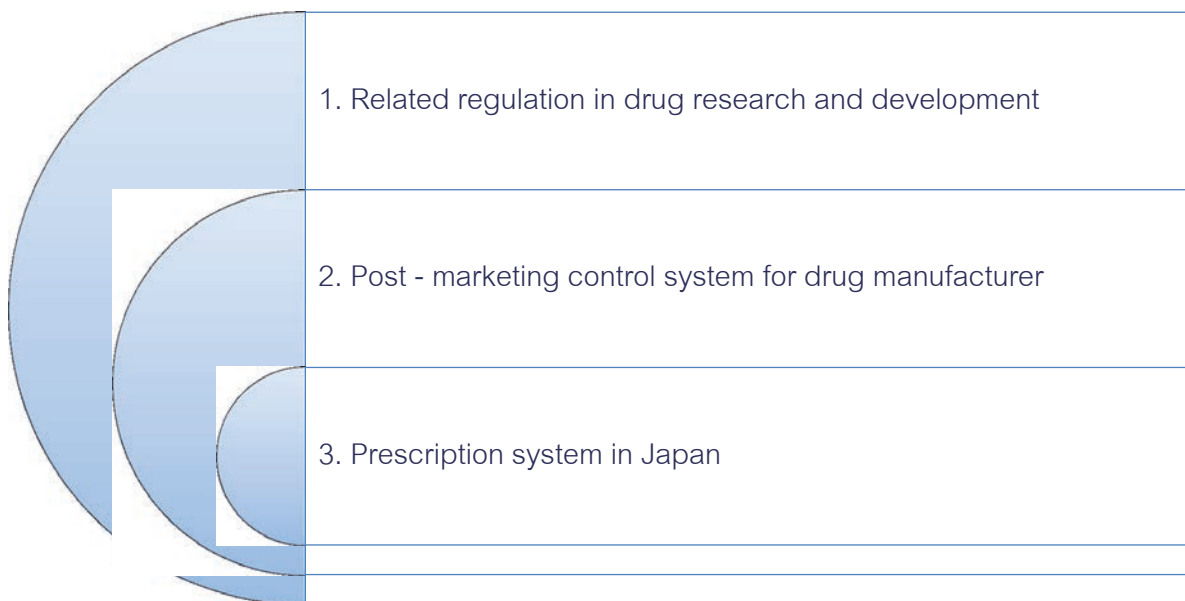 1. Related regulation in drug research and development
2. Post - marketing control system for drug manufacturer
3. Prescription system in Japan